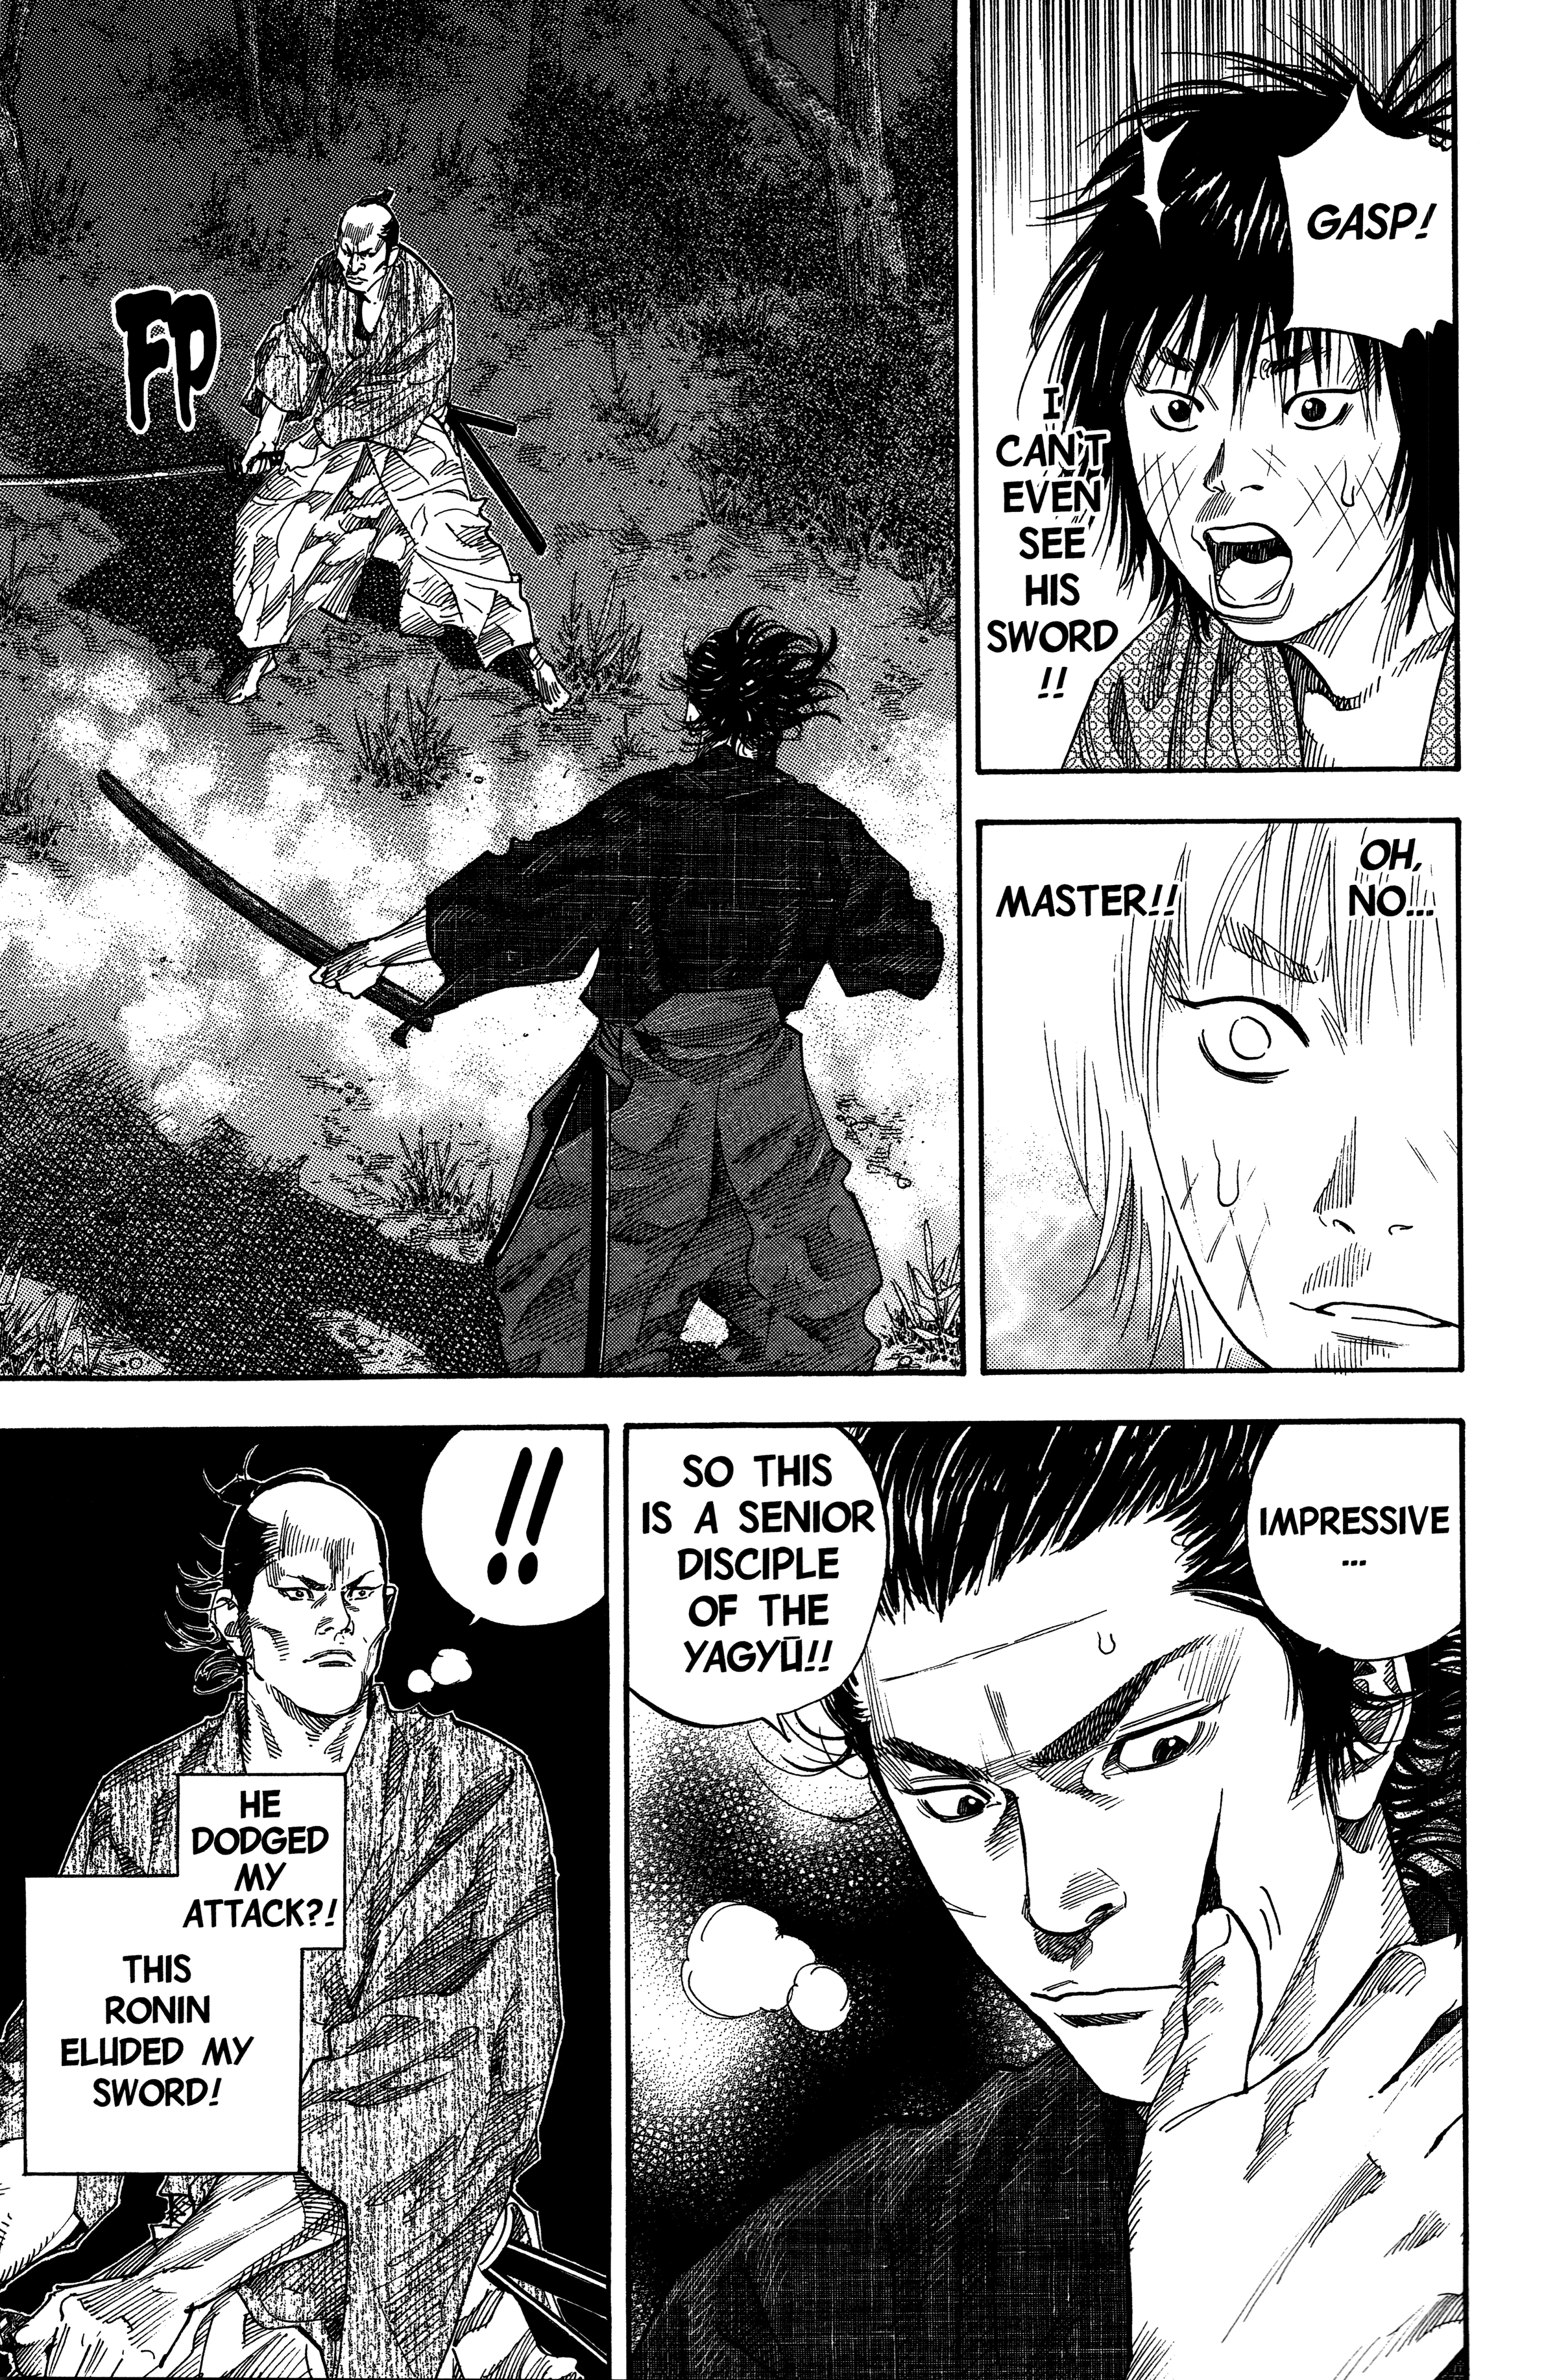 GASP!
I
CAN'T
EVEN
SEE
HIS
SWORD
!!
OH,
NO...
MASTER!!
FP
IMPRESSIVE
...
SO THIS
IS A SENIOR
DISCIPLE
OF THE
YAGYŪ!!
!!
HE
DODGED
MY
ATTACK?!
THIS
RONIN
ELUDED MY
SWORD!